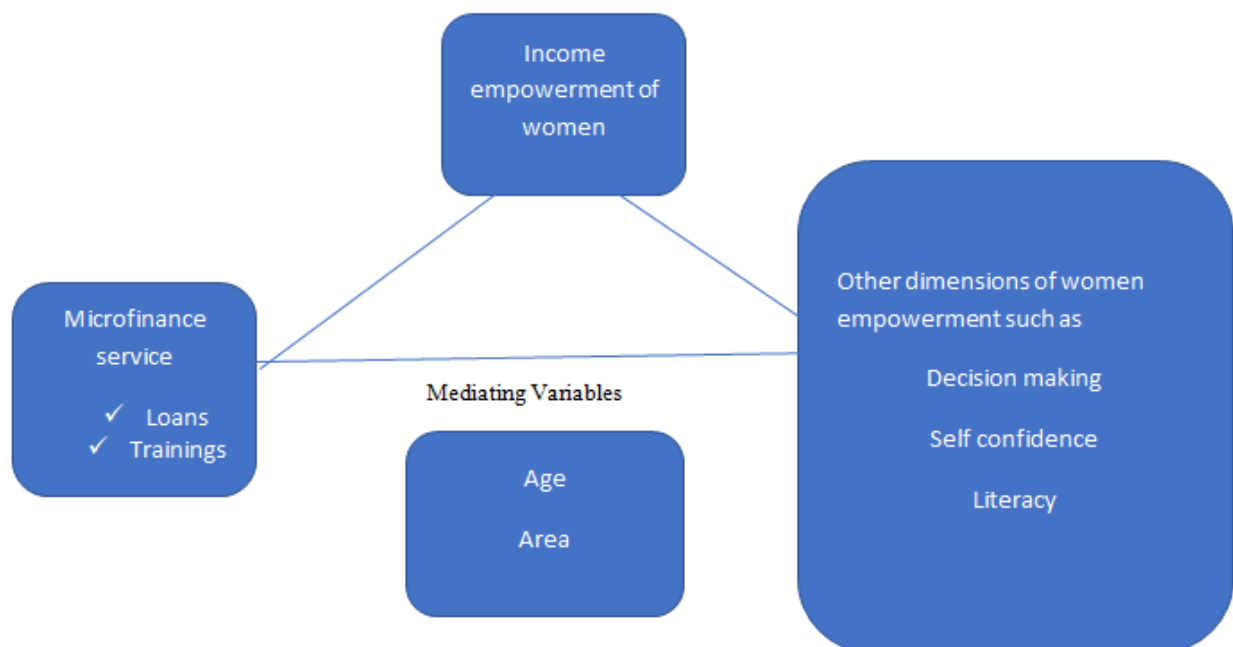 Income
empowerment of
women
Microfinance
service
✓ Loans
✓ Trainings
Other dimensions of women
empowerment such as
Decision making
Self confidence
Literacy
Mediating Variables
Age
Area